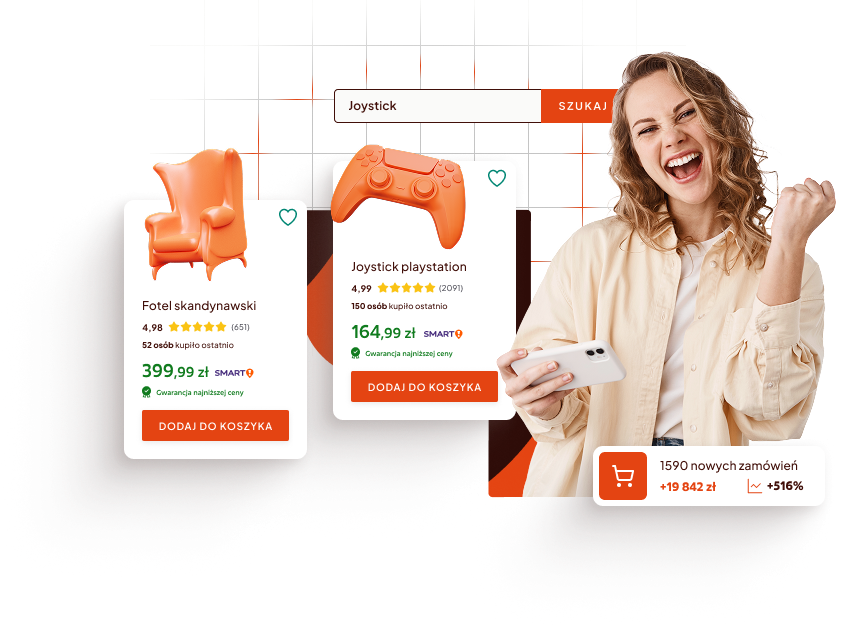 Joystick
SZUKAJ
Joystick playstation
4,99 (2091)
150 osób kupiło ostatnio
164,99 zł SMART
Gwarancja najniższej ceny
DODAJ DO KOSZYKA
Fotel skandynawski
4,98 (651)
52 osób kupiło ostatnio
399,99 zł SMART
Gwarancja najniższej ceny
DODAJ DO KOSZYKA
1590 nowych zamówień
+19 842 zł +516%